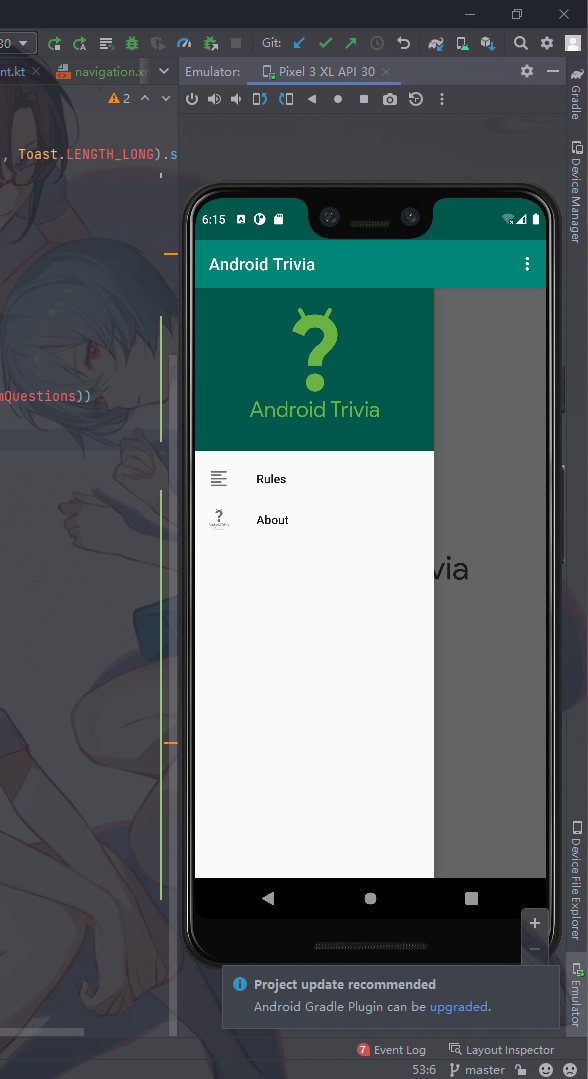 30
Git:
nt.kt
navigation.x
Emulator:
Pixel 3 XL API 30
2
, Toast.LENGTH_LONG).s
mQuestions))
6:15
Android Trivia
Android Trivia
Rules
About
via
Gradle
Device Manager
Device File Explorer
Emulator
Project update recommended
Android Gradle Plugin can be upgraded.
7 Event Log
Layout Inspector
53:6
master